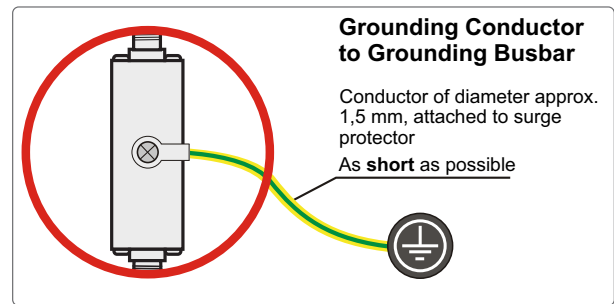 Grounding Conductor
to Grounding Busbar
Conductor of diameter approx.
1,5 mm, attached to surge
protector
As short as possible